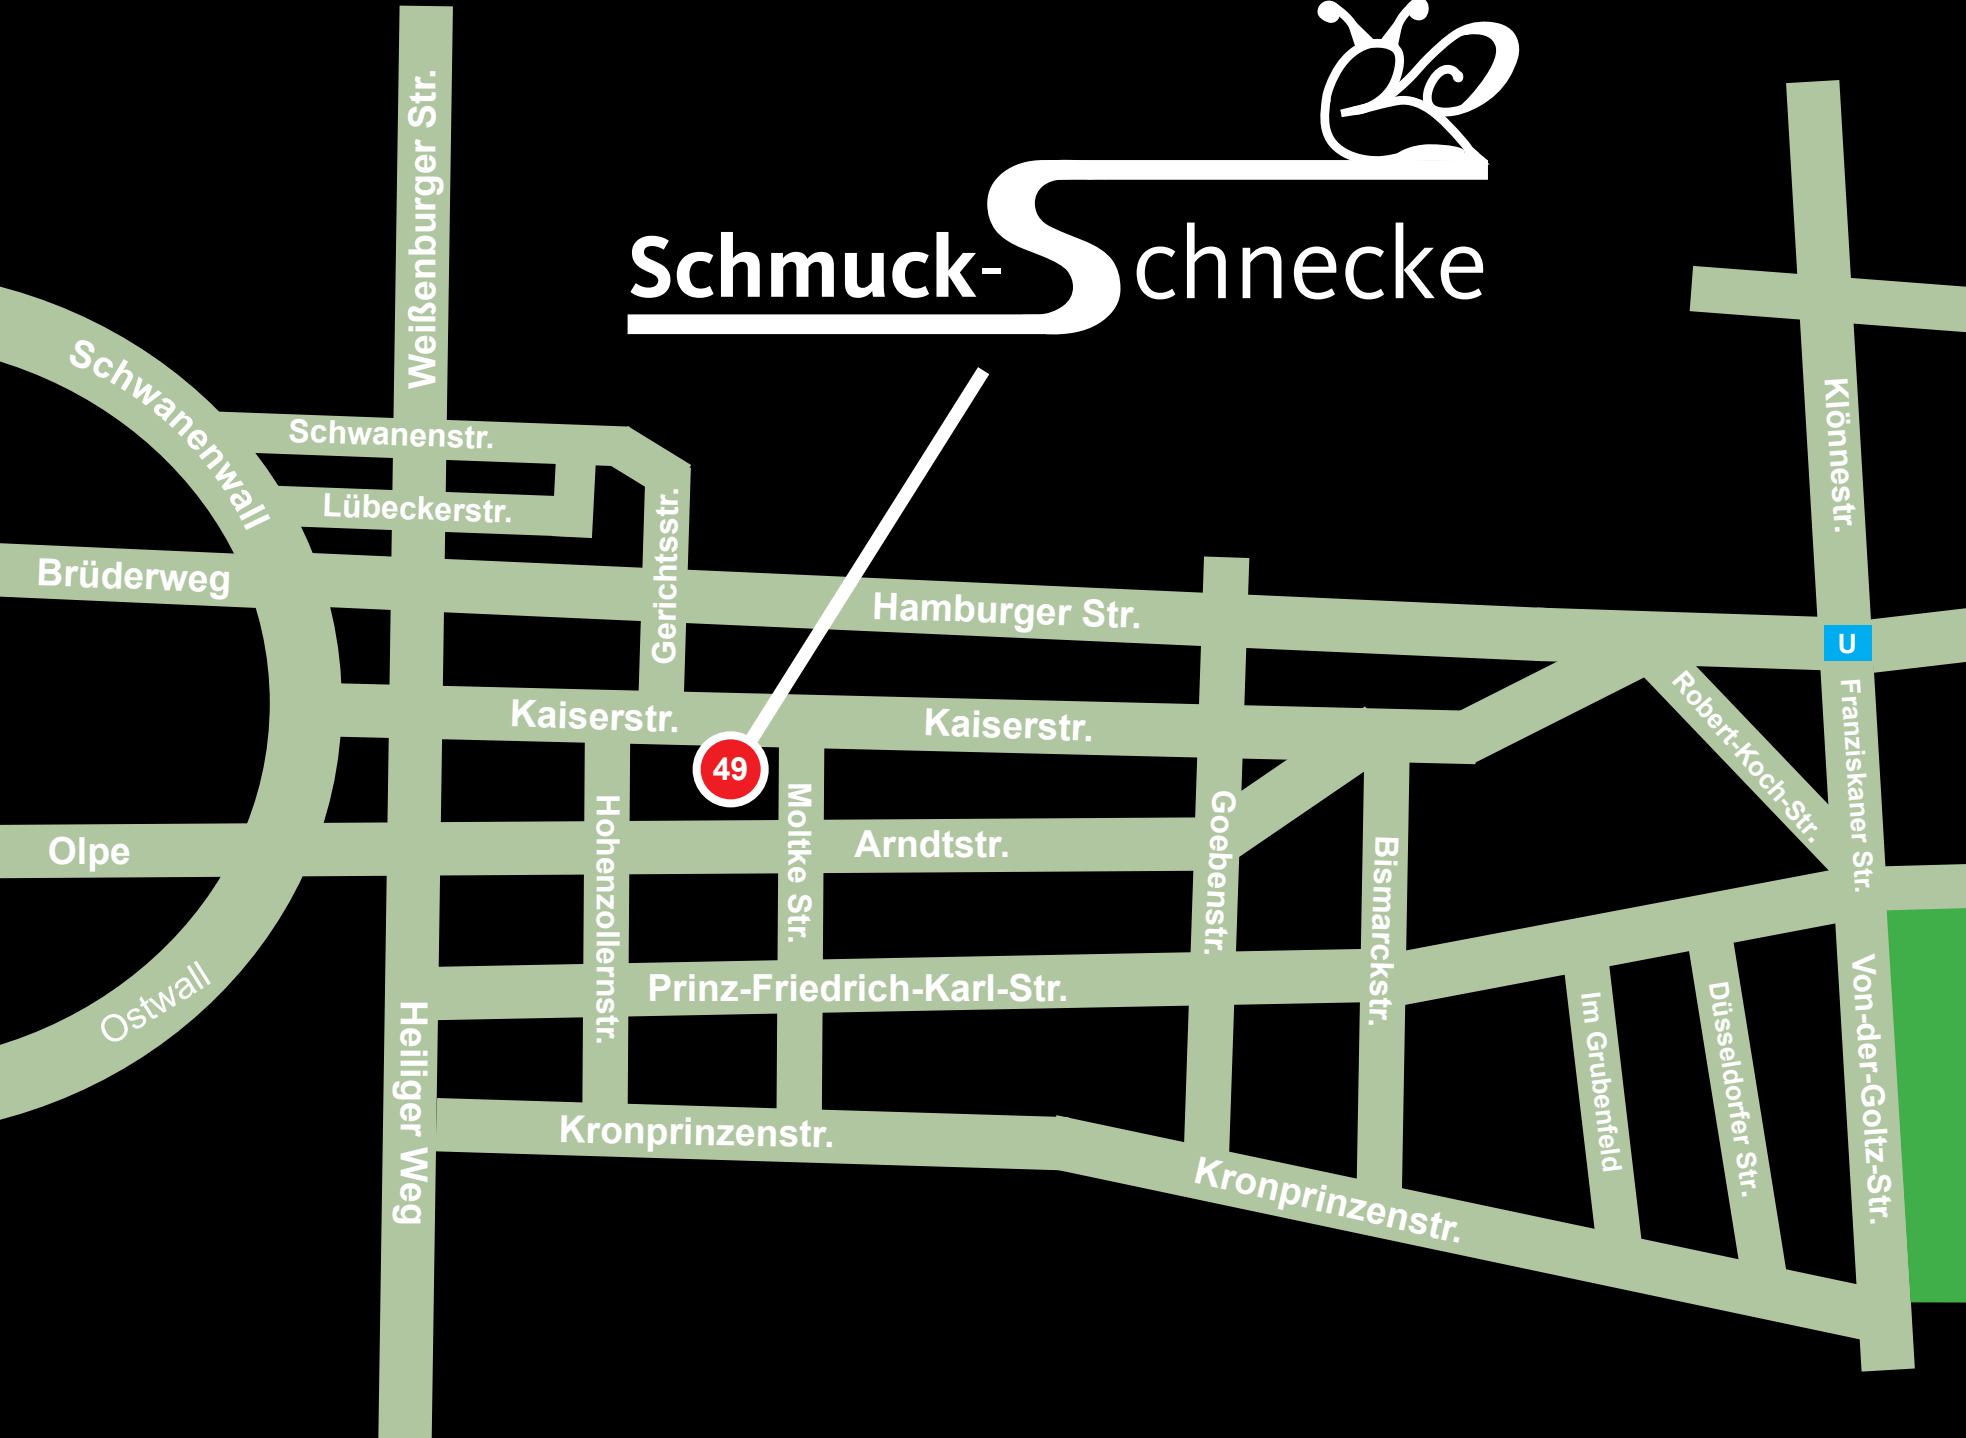 Schmuck-Schnecke
Weißenburger Str.
Schwanenwall
Schwanenstr.
Lübeckerstr.
Gerichtsstr.
Klönnestr.
Brüderweg
Hamburger Str.
U
Kaiserstr.
Kaiserstr.
49
Robert-Koch-Str.
Franziskaner Str.
Olpe
Hohenzollernstr.
Moltke Str.
Arndtstr.
Goebenstr.
Bismarckstr.
Ostwall
Prinz-Friedrich-Karl-Str.
Heiliger Weg
Im Grubenfeld
Düsseldorfer Str.
Von-der-Goltz-Str.
Kronprinzenstr.
Kronprinzenstr.